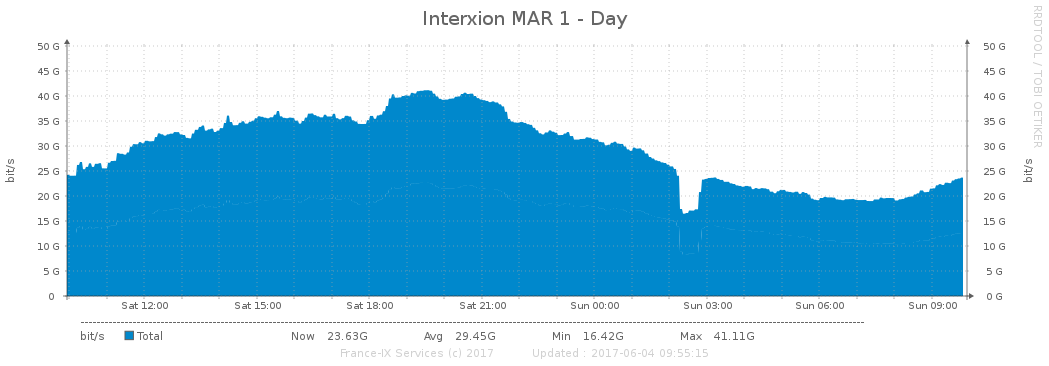 Interxion MAR 1 - Day
RRDTOOL / TOBI OETIKER
50 G 50 G
45 G 45 G
40 G 40 G
35 G 35 G
30 G 30 G
25 G 25 G
20 G 20 G
15 G 15 G
10 G 10 G
5 G 5 G
0 0 G
bit/s bit/s
Sat 12:00 Sat 15:00 Sat 18:00 Sat 21:00 Sun 00:00 Sun 03:00 Sun 06:00 Sun 09:00
bit/s Total Now 23.63G Avg 29.45G Min 16.42G Max 41.11G
France-IX Services (c) 2017 Updated : 2017-06-04 09:55:15